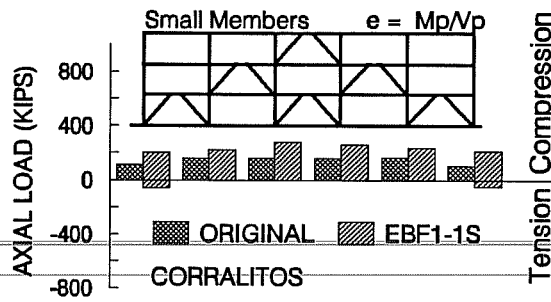 Small Members e = Mp/Vp
800
400
0
-400
-800
AXIAL LOAD (KIPS)
Compression
Tension
ORIGINAL EBF1-1S
CORRALITOS